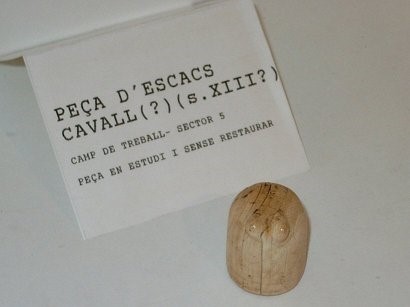 PEÇA D'ESCACS
CAVALL(?)(s.XIII?)
CAMP DE TREBALL- SECTOR 5
PEÇA EN ESTUDI I SENSE RESTAURAR